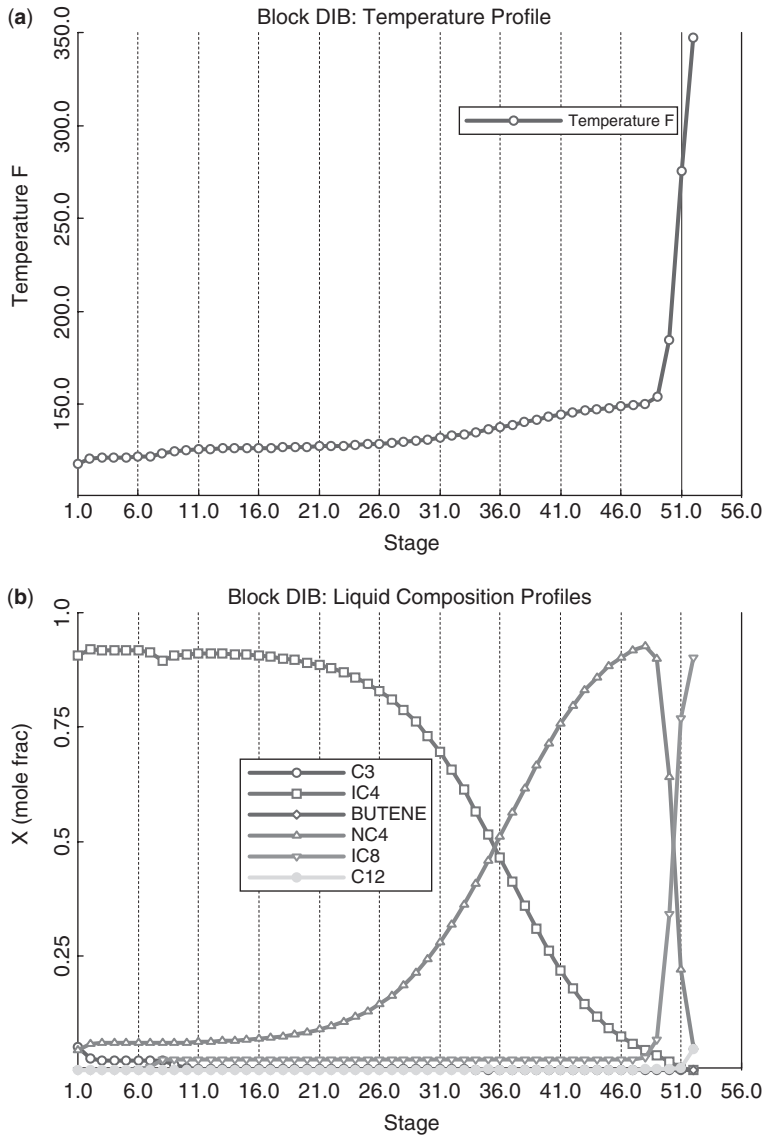 (a)
Block DIB: Temperature Profile
350.0
300.0
250.0
200.0
150.0
Temperature F
Temperature F
1.0 6.0 11.0 16.0 21.0 26.0 31.0 36.0 41.0 46.0 51.0 56.0
Stage
(b)
Block DIB: Liquid Composition Profiles
1.0
0.75
0.5
0.25
X (mole frac)
C3
IC4
BUTENE
NC4
IC8
C12
1.0 6.0 11.0 16.0 21.0 26.0 31.0 36.0 41.0 46.0 51.0 56.0
Stage